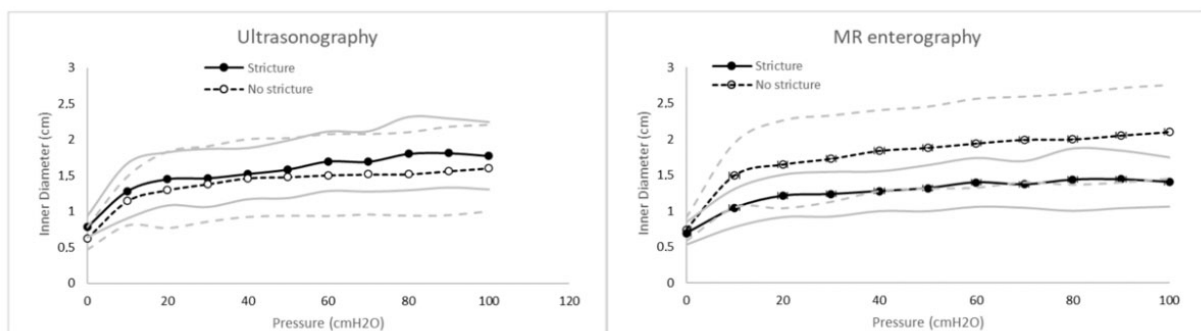 Ultrasonography
Stricture
No stricture
Inner Diameter (cm)
3
2,5
2
1,5
1
0,5
0
0 20 40 60 80 100 120
Pressure (cmH2O)
MR enterography
Stricture
No stricture
Inner Diameter (cm)
3
2,5
2
1,5
1
0,5
0
0 20 40 60 80 100
Pressure (cmH2O)